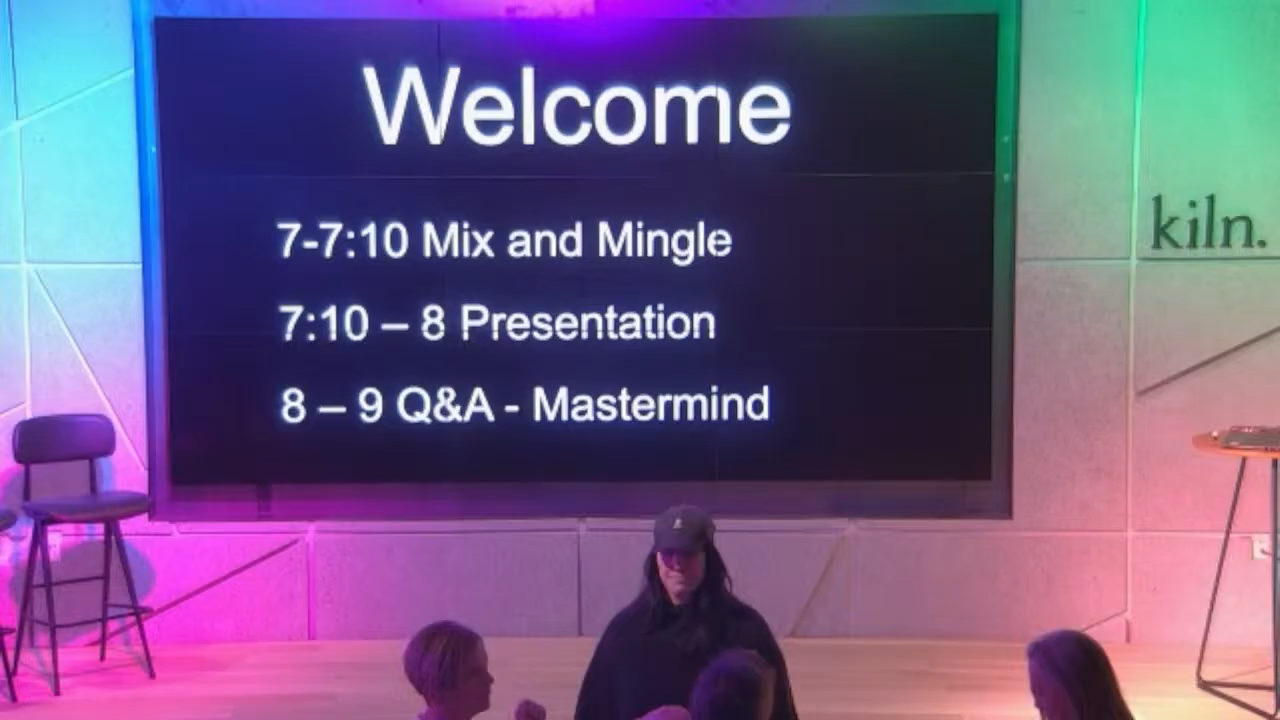 Welcome
7-7:10 Mix and Mingle
7:10 – 8 Presentation
8 – 9 Q&A - Mastermind
kiln.